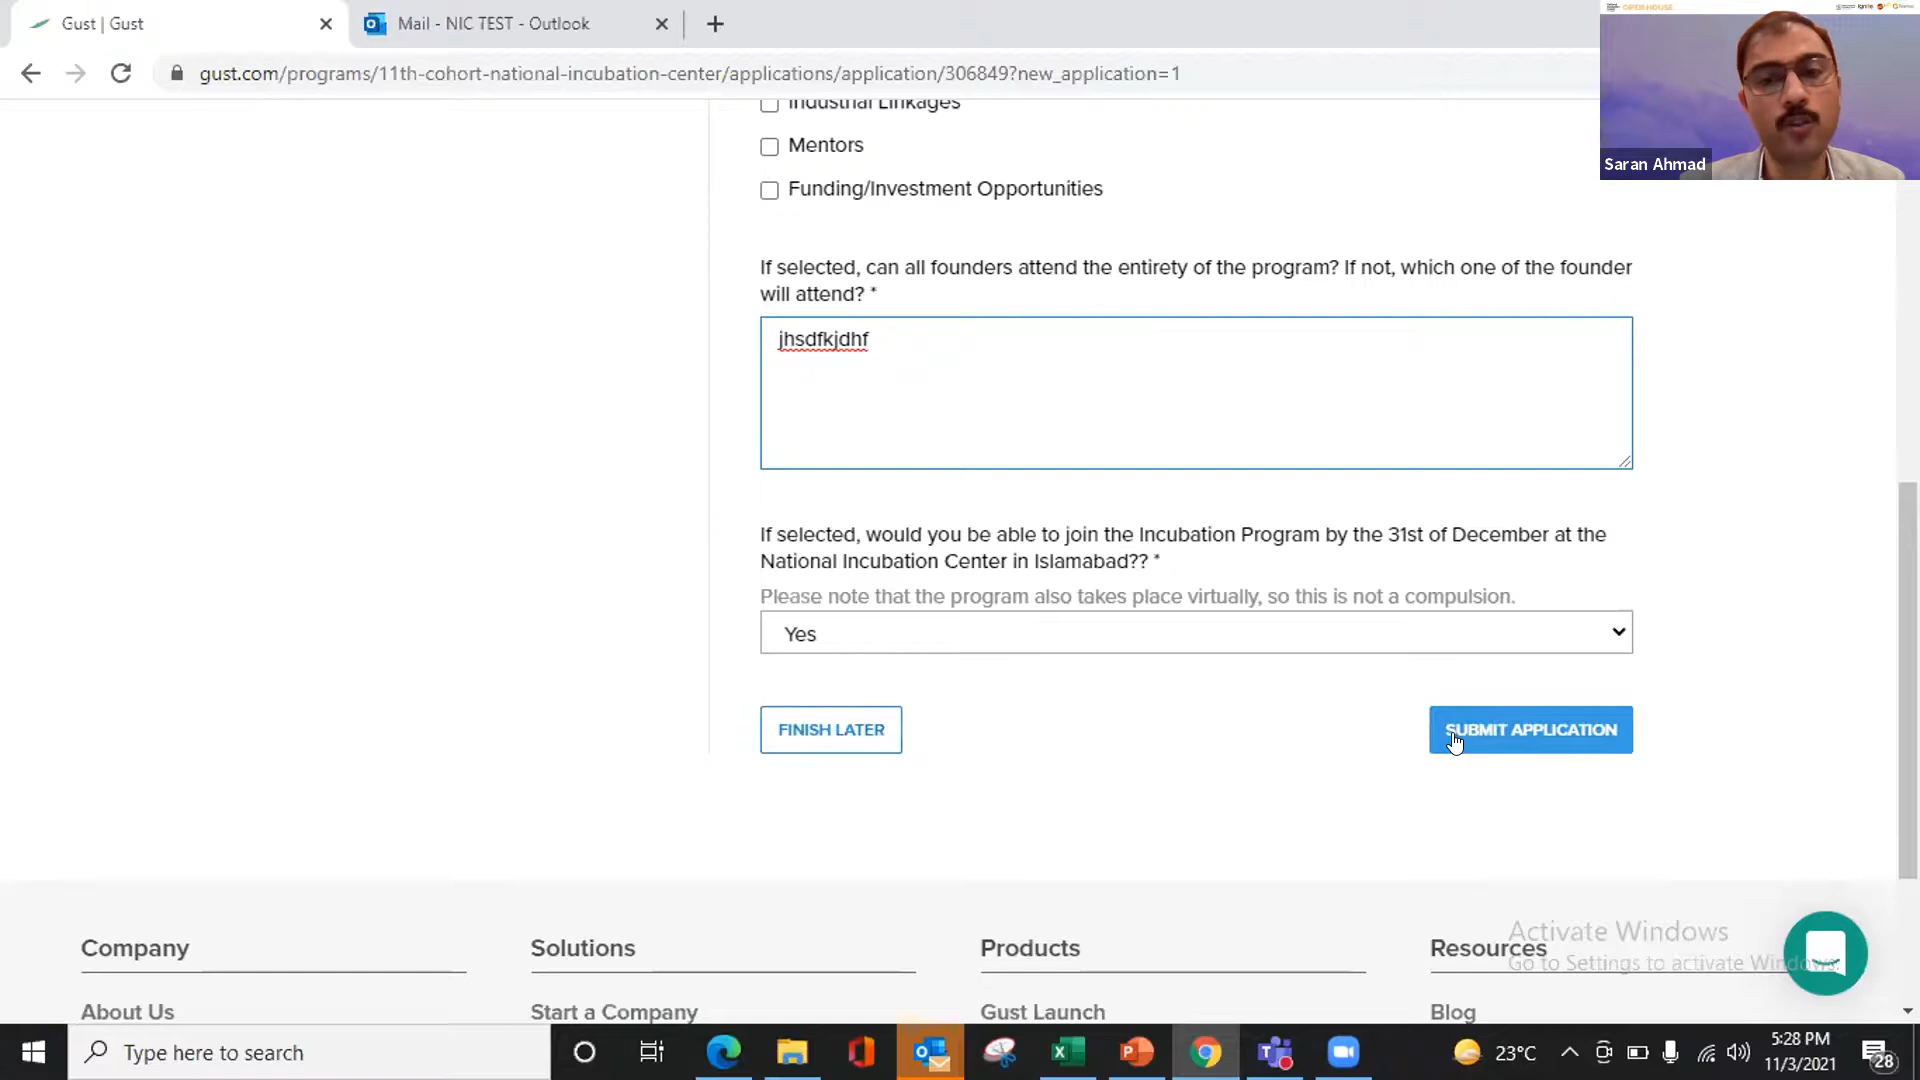 Gust | Gust
Mail - NIC TEST - Outlook
gust.com/programs/11th-cohort-national-incubation-center/applications/application/306849?new_application=1
OPEN HOUSE
Saran Ahmad
Industrial Linkages
Mentors
Funding/Investment Opportunities
If selected, can all founders attend the entirety of the program? If not, which one of the founder
will attend? *
jhsdfkjdhf
If selected, would you be able to join the Incubation Program by the 31st of December at the
National Incubation Center in Islamabad?? *
Please note that the program also takes place virtually, so this is not a compulsion.
Yes
FINISH LATER
SUBMIT APPLICATION
Activate Windows
Go to Settings to activate Windows.
Company
Solutions
Products
Resources
About Us
Start a Company
Gust Launch
Blog
Type here to search
23°C
5:28 PM
11/3/2021
28